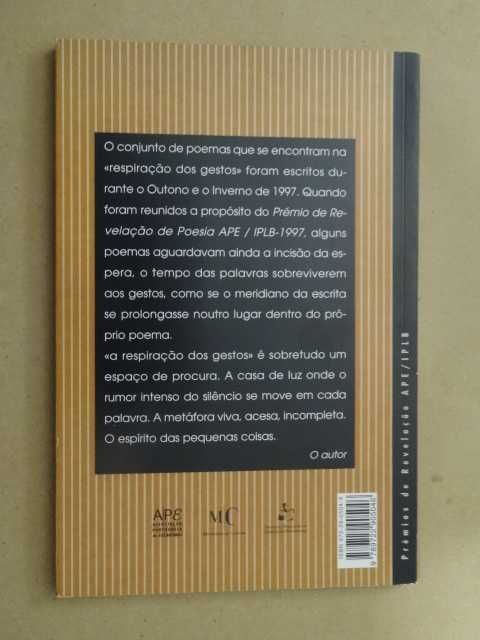 O conjunto de poemas que se encontram na
«respiração dos gestos» foram escritos du-
rante o Outono e o Inverno de 1997. Quando
foram reunidos a propósito do Prémio de Re-
velação de Poesia APE / IPLB-1997, alguns
poemas aguardavam ainda a incisão da es-
pera, o tempo das palavras sobreviverem
aos gestos, como se o meridiano da escrita
se prolongasse noutro lugar dentro do pró-
prio poema.
«a respiração dos gestos» é sobretudo um
espaço de procura. A casa de luz onde o
rumor intenso do silêncio se move em cada
palavra. A metáfora viva, acesa, incompleta.
O espírito das pequenas coisas.
O autor
APE
ASSOCIAÇÃO
PORTUGUESA
DE ESCRITORES
MC
Prémios de Revelação APE/IPLB